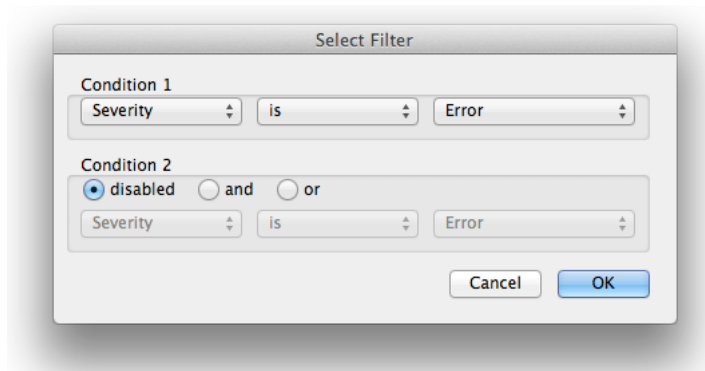 Select Filter
Condition 1
Severity is Error
Condition 2
disabled and or
Severity is Error
Cancel OK